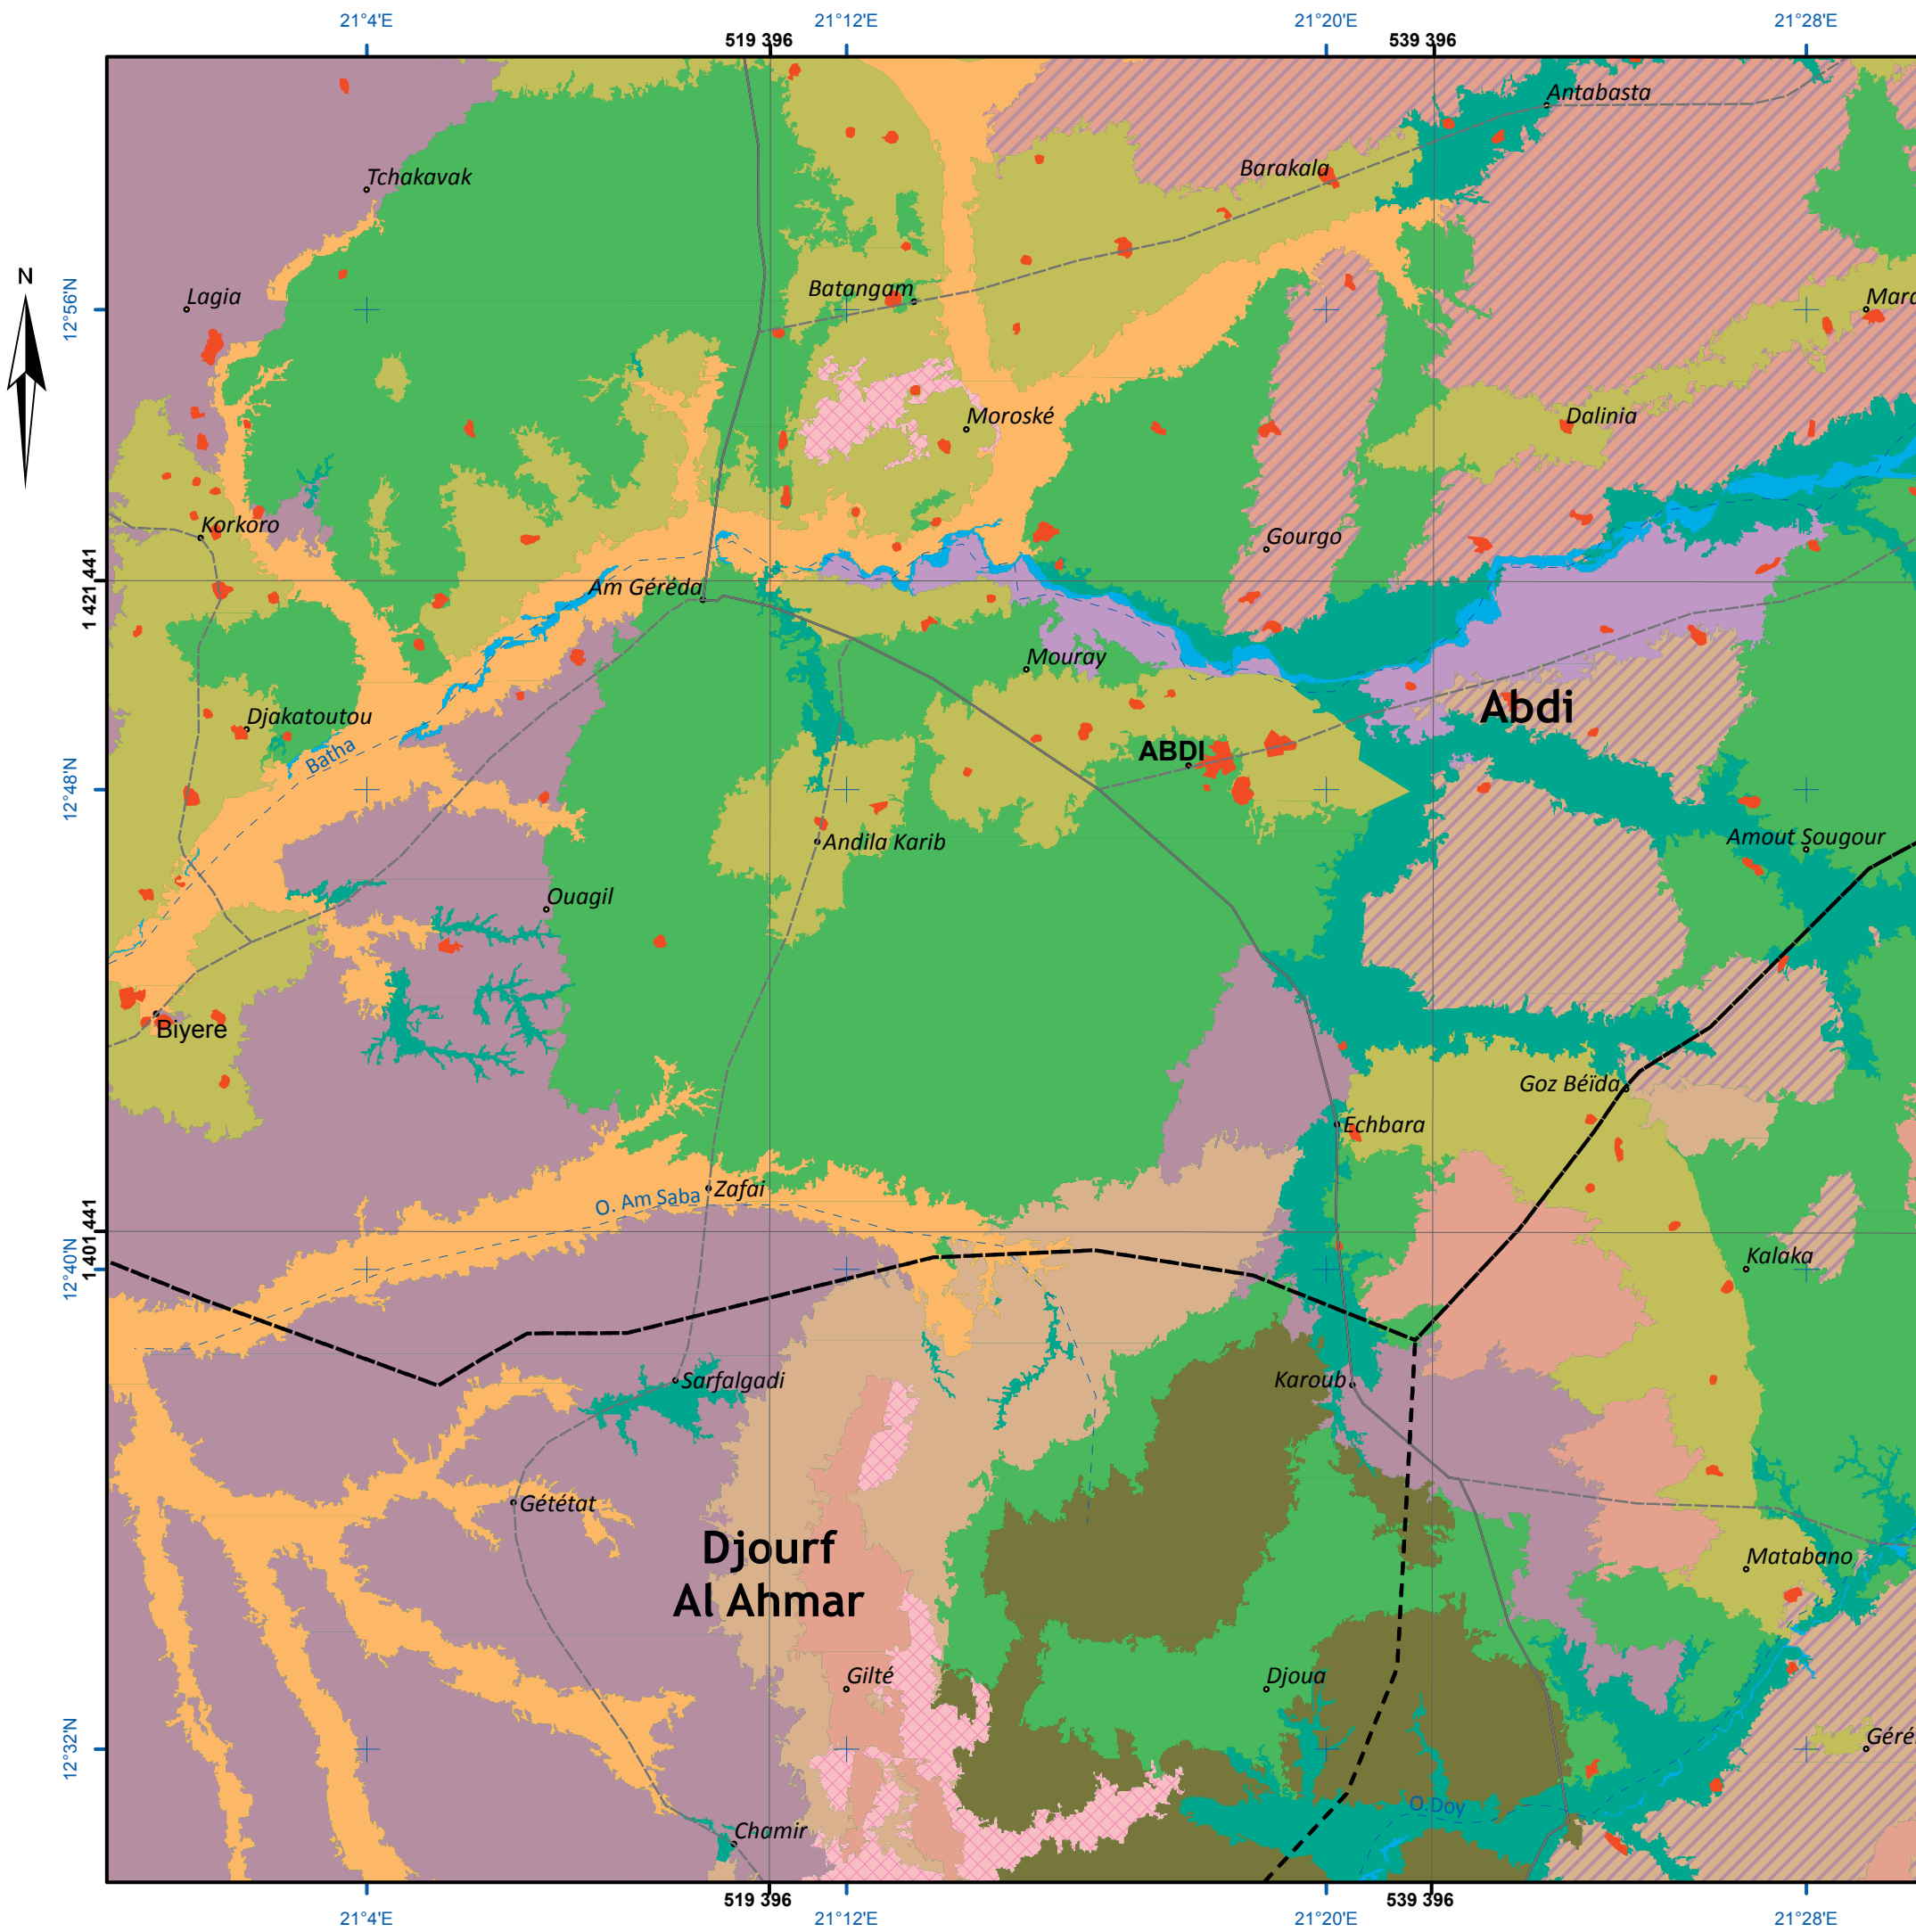 21°4'E 21°12'E 21°20'E 21°28'E
519 396 539 396
Antabasta
Barakala
Tchakavak
N
Lagia
Batangam
12°56'N
Moroské
Dalinia
Korkoro
Gourgo
1 421 441
Am Géréda
Mouray
Abdi
Djakatoutou
Batha
ABDI
12°48'N
Andila Karib
Amout Sougour
Ouagil
Biyere
Goz Béïda
Echbara
Zafai
O. Am Saba
1 401 441
12°40'N
Kalaka
Sarfalgadi
Karoub
Gététat
Djourf
Al Ahmar
Matabano
Gilté
Djoua
12°32'N
O.Doy
Chamir
519 396 539 396
21°4'E 21°12'E 21°20'E 21°28'E